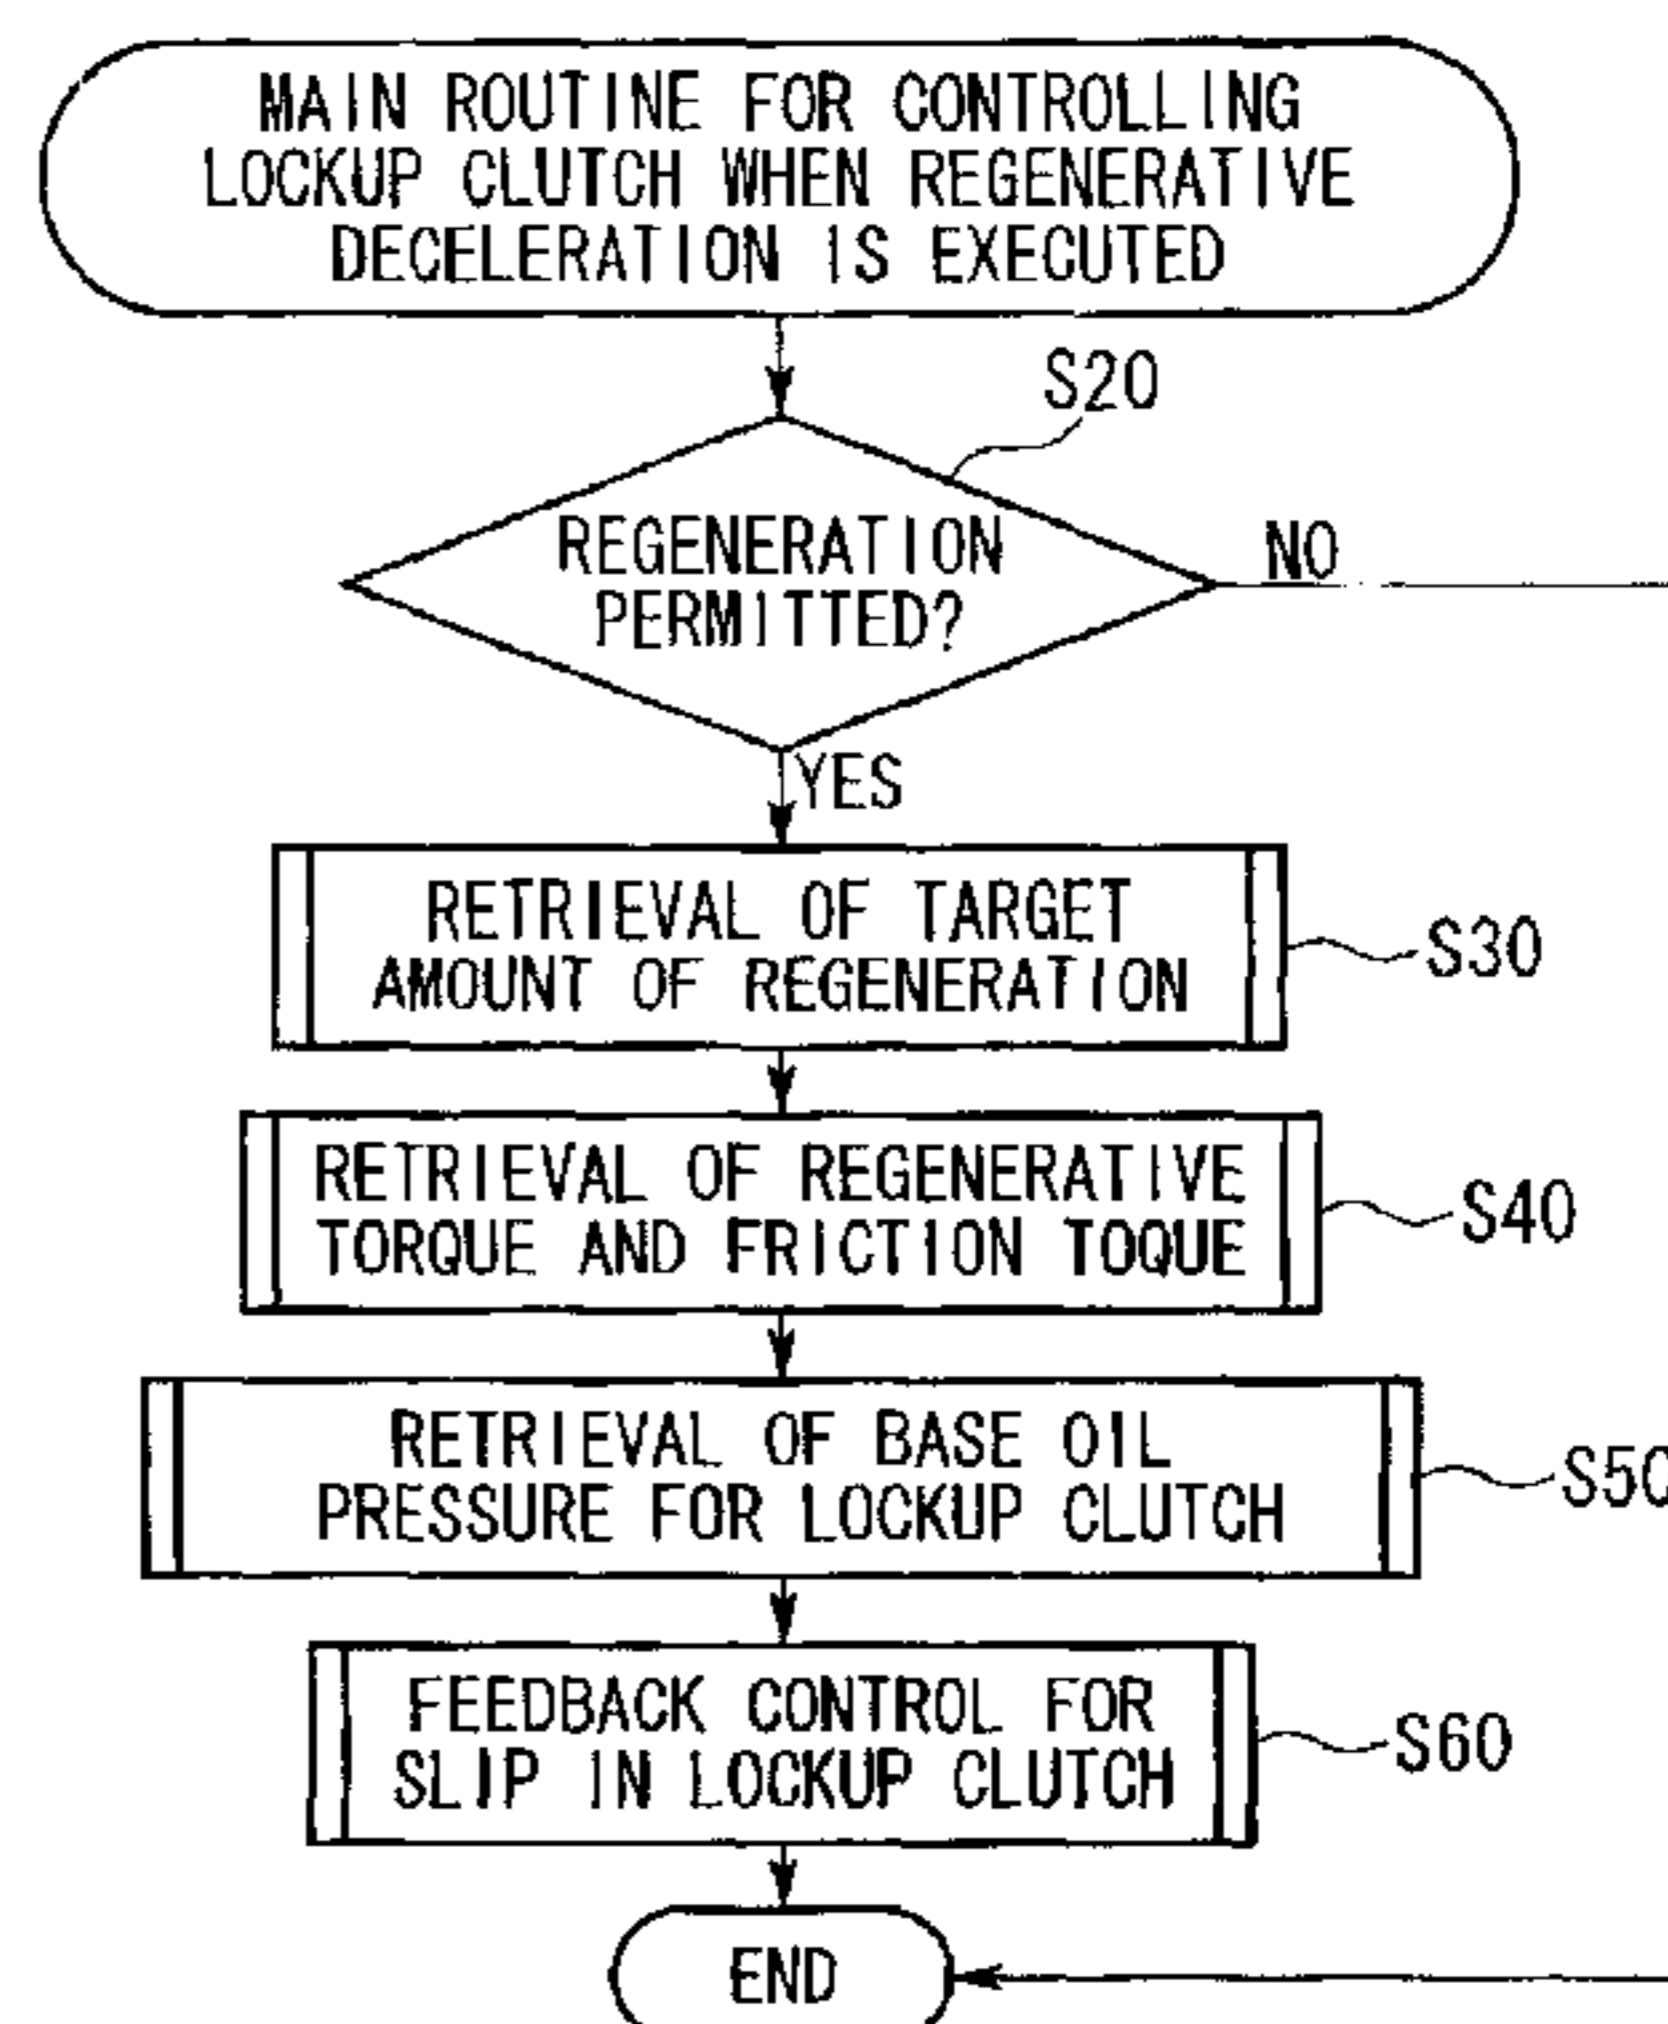 MAIN ROUTINE FOR CONTROLLING
LOCKUP CLUTCH WHEN REGENERATIVE
DECELERATION IS EXECUTED
S20
REGENERATION
PERMITTED?
NO
YES
RETRIEVAL OF TARGET
AMOUNT OF REGENERATION
S30
RETRIEVAL OF REGENERATIVE
TORQUE AND FRICTION TOQUE
S40
RETRIEVAL OF BASE OIL
PRESSURE FOR LOCKUP CLUTCH
S50
FEEDBACK CONTROL FOR
SLIP IN LOCKUP CLUTCH
S60
END